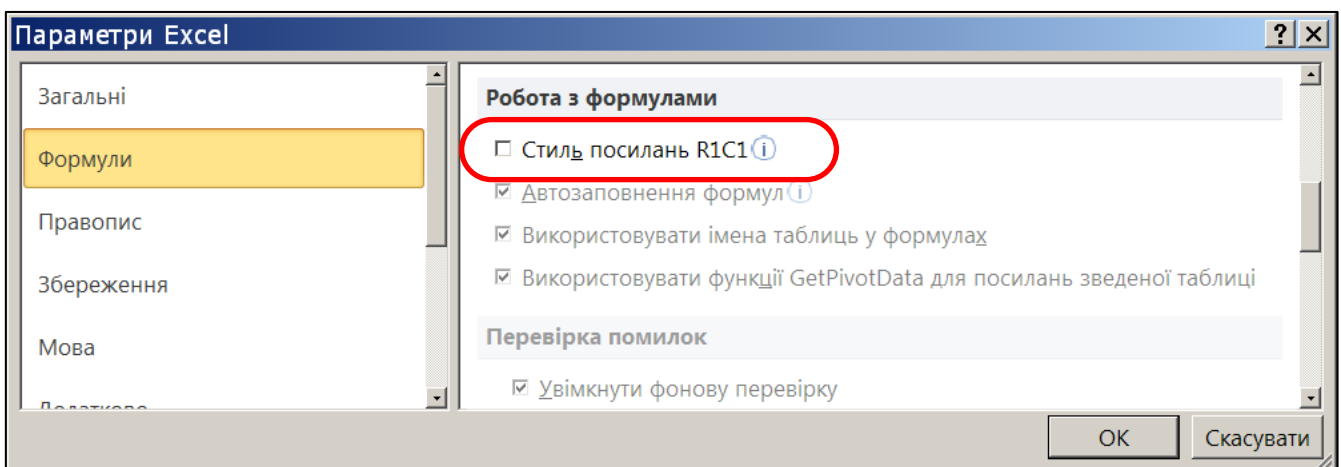 Параметри Excel
Загальні
Формули
Правопис
Збереження
Мова
Додатково
Робота з формулами
Стиль посилань R1C1
Автозаповнення формул
Використовувати імена таблиць у формулах
Використовувати функції GetPivotData для посилань зведеної таблиці
Перевірка помилок
Увімкнути фонову перевірку
OK
Скасувати